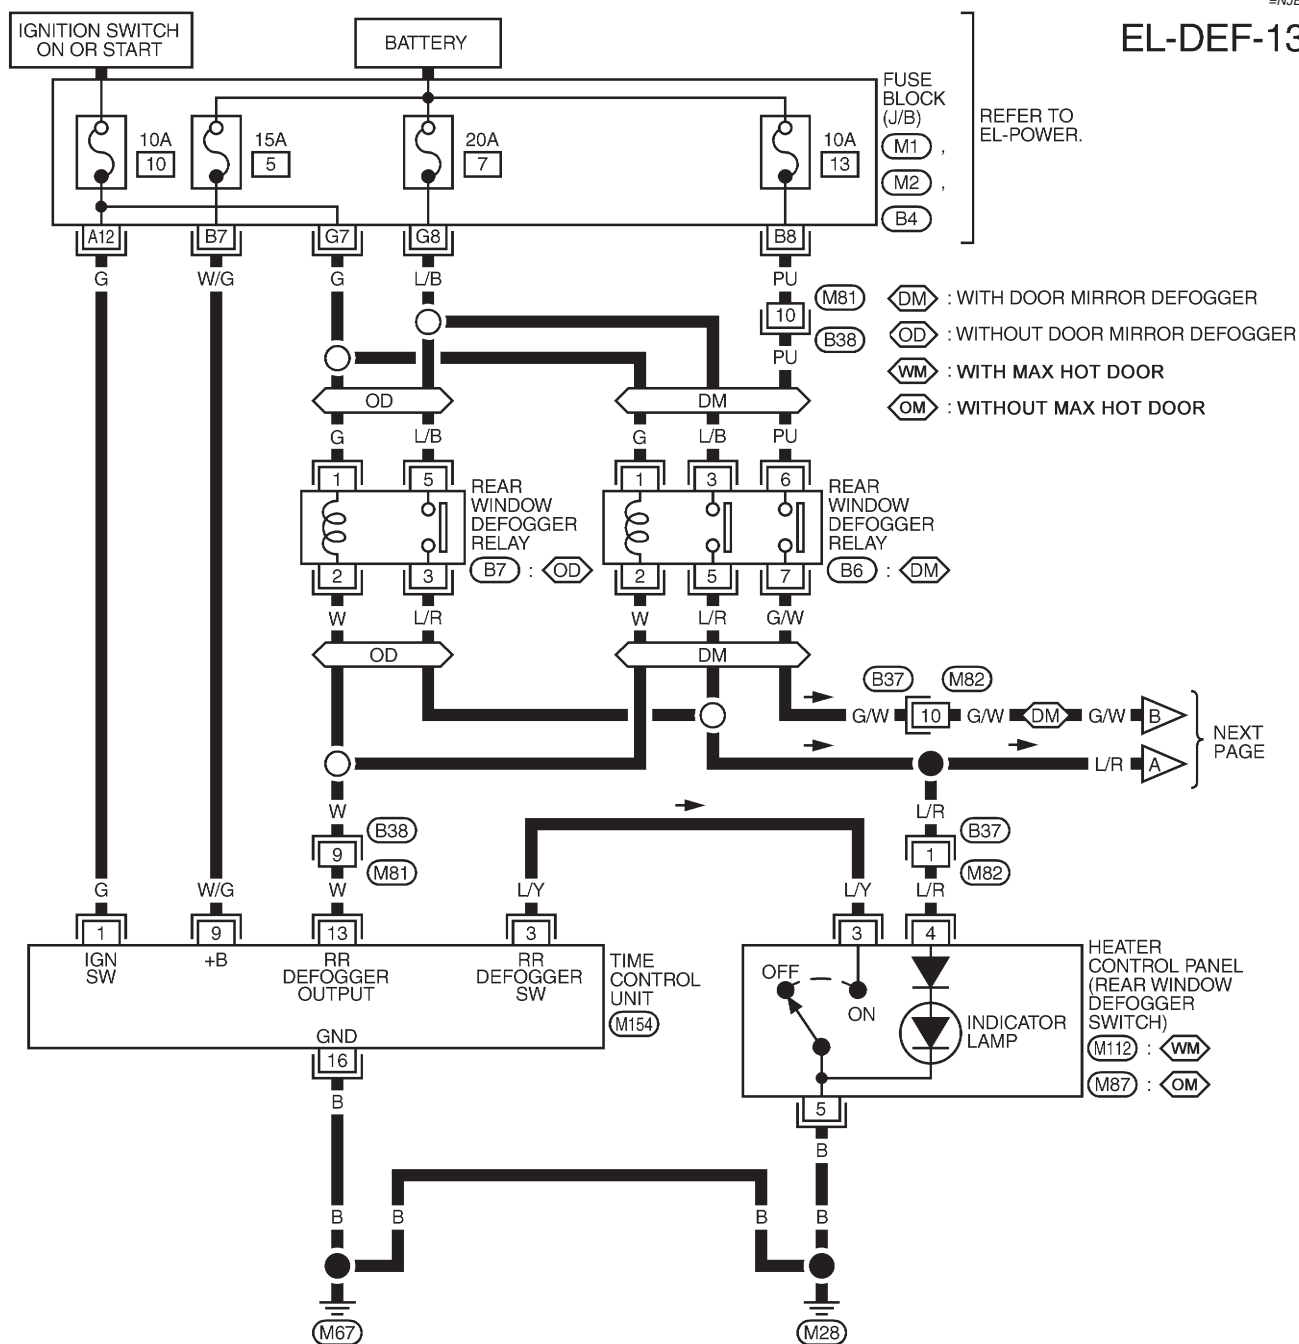 IGNITION SWITCH
ON OR START
BATTERY
EL-DEF-13
FUSE
BLOCK
(J/B)
M1 ,
M2 ,
B4
REFER TO
EL-POWER.
10A
10
15A
5
20A
7
10A
13
A12 B7 G7 G8 B8
G W/G G L/B PU
M81
10
B38
PU
DM : WITH DOOR MIRROR DEFOGGER
OD : WITHOUT DOOR MIRROR DEFOGGER
WM : WITH MAX HOT DOOR
OM : WITHOUT MAX HOT DOOR
OD DM
G L/B G L/B PU
1 5 1 3 6
REAR
WINDOW
DEFOGGER
RELAY
B7 : OD
REAR
WINDOW
DEFOGGER
RELAY
B6 : DM
2 3 2 5 7
W L/R W L/R G/W
OD DM
B37 M82
G/W 10 G/W DM G/W B
L/R A
NEXT
PAGE
W L/R
B38
9
M81
B37
1
M82
G W/G W L/Y L/Y L/R
1 9 13 3 3 4
IGN
SW
+B
RR
DEFOGGER
OUTPUT
RR
DEFOGGER
SW
GND
16
TIME
CONTROL
UNIT
M154
OFF
ON
INDICATOR
LAMP
5
HEATER
CONTROL PANEL
(REAR WINDOW
DEFOGGER
SWITCH)
M112 : WM
M87 : OM
B B
B B B B
M67 M28